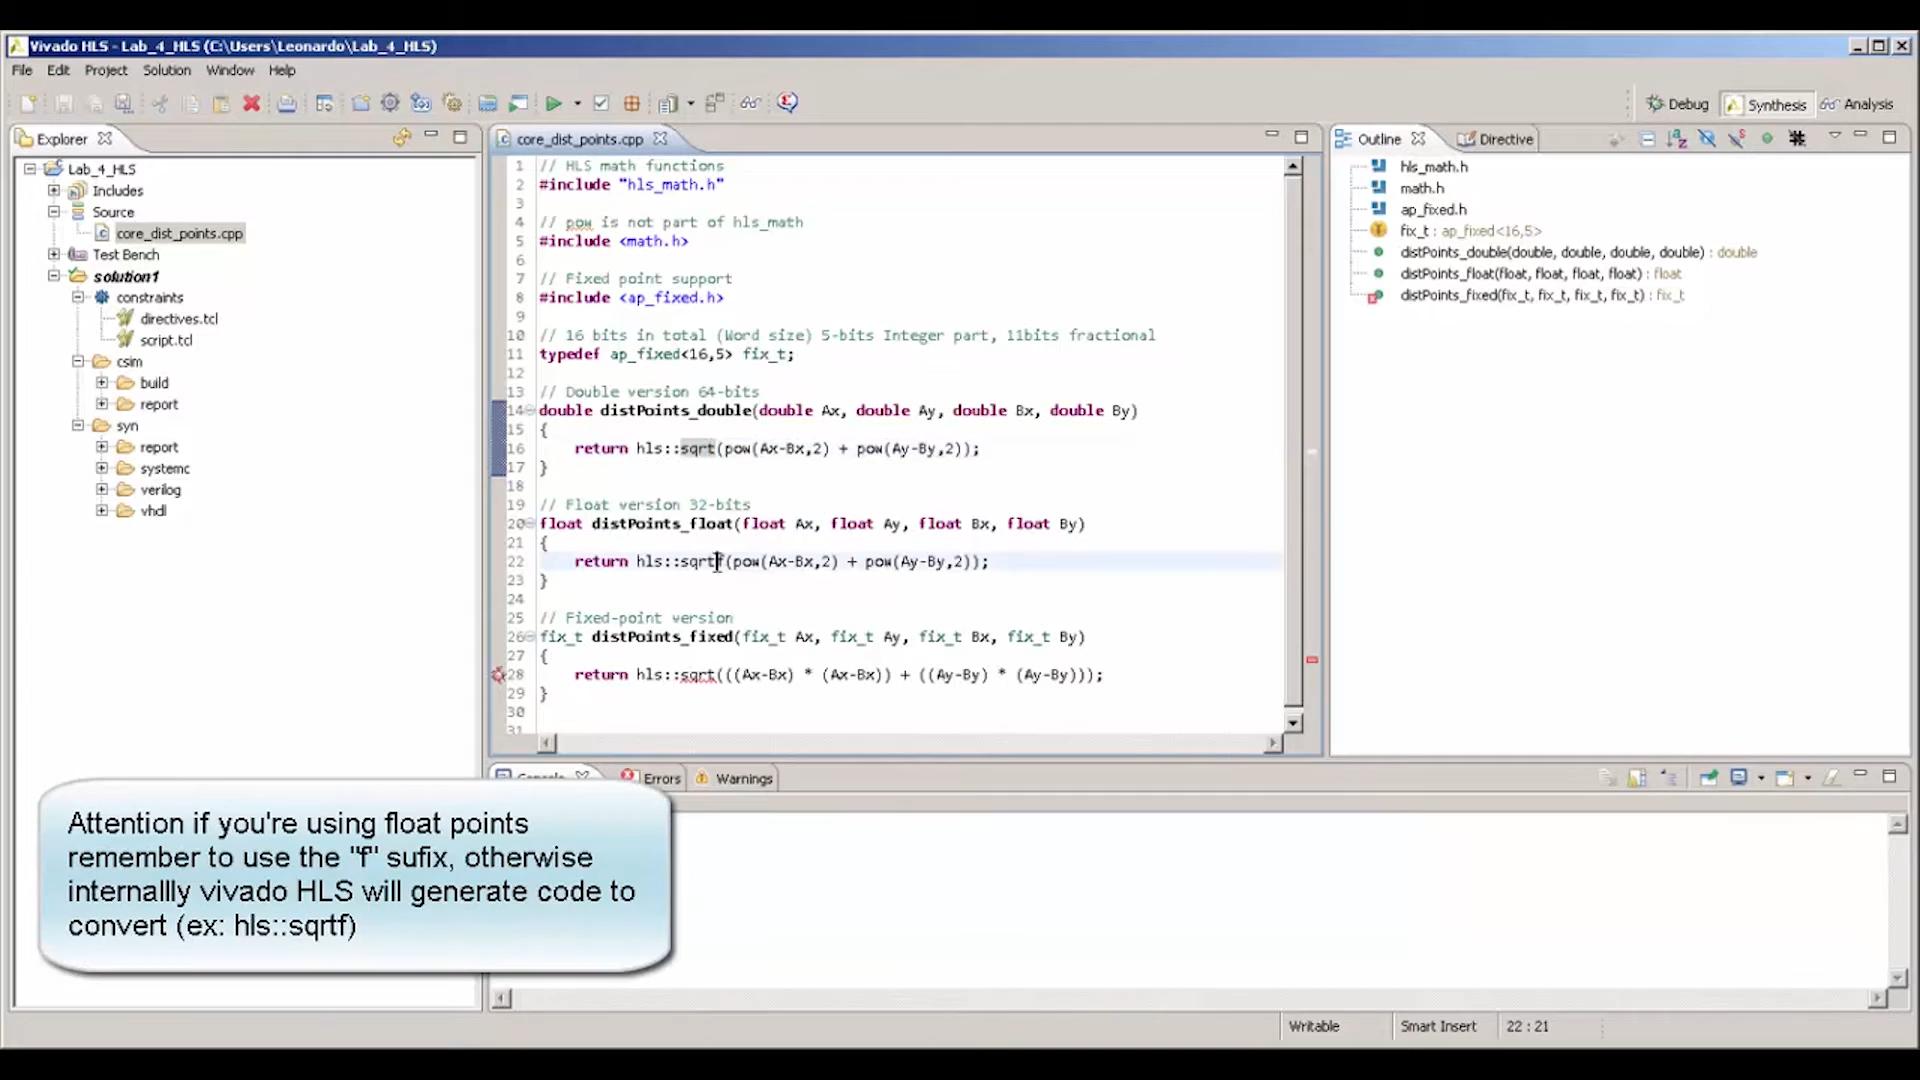 Vivado HLS - Lab_4_HLS (C:\Users\Leonardo\Lab_4_HLS)
File Edit Project Solution Window Help
Debug Synthesis Analysis
Explorer
Lab_4_HLS
Includes
Source
core_dist_points.cpp
Test Bench
solution1
constraints
directives.tcl
script.tcl
csim
build
report
syn
report
systemc
verilog
vhdl
core_dist_points.cpp
1 // HLS math functions
2 #include "hls_math.h"
3
4 // pow is not part of hls_math
5 #include <math.h>
6
7 // Fixed point support
8 #include <ap_fixed.h>
9
10 // 16 bits in total (Word size) 5-bits Integer part, 11bits fractional
11 typedef ap_fixed<16,5> fix_t;
12
13 // Double version 64-bits
14 double distPoints_double(double Ax, double Ay, double Bx, double By)
15 {
16 return hls::sqrt(pow(Ax-Bx,2) + pow(Ay-By,2));
17 }
18
19 // Float version 32-bits
20 float distPoints_float(float Ax, float Ay, float Bx, float By)
21 {
22 return hls::sqrtf(pow(Ax-Bx,2) + pow(Ay-By,2));
23 }
24
25 // Fixed-point version
26 fix_t distPoints_fixed(fix_t Ax, fix_t Ay, fix_t Bx, fix_t By)
27 {
28 return hls::sqrt(((Ax-Bx) * (Ax-Bx)) + ((Ay-By) * (Ay-By)));
29 }
30
31
Outline Directive
hls_math.h
math.h
ap_fixed.h
fix_t : ap_fixed<16,5>
distPoints_double(double, double, double, double) : double
distPoints_float(float, float, float, float) : float
distPoints_fixed(fix_t, fix_t, fix_t, fix_t) : fix_t
Console Errors Warnings
Attention if you're using float points
remember to use the "f" sufix, otherwise
internallly vivado HLS will generate code to
convert (ex: hls::sqrtf)
Writable Smart Insert 22 : 21